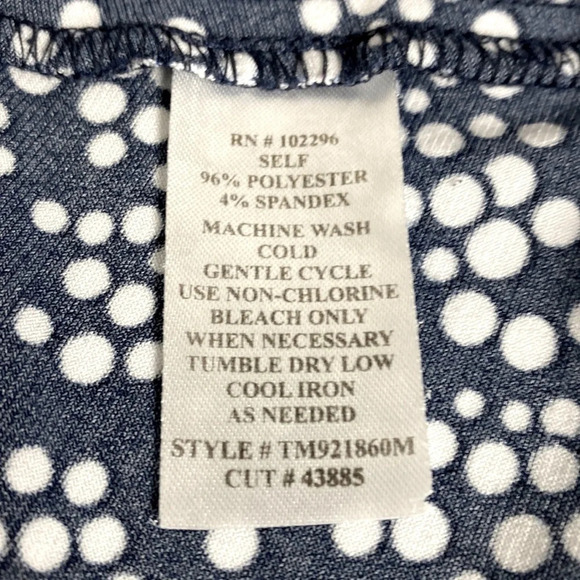 RN # 102296
SELF
96% POLYESTER
4% SPANDEX
MACHINE WASH
COLD
GENTLE CYCLE
USE NON-CHLORINE
BLEACH ONLY
WHEN NECESSARY
TUMBLE DRY LOW
COOL IRON
AS NEEDED
STYLE # TM921860M
CUT # 43885